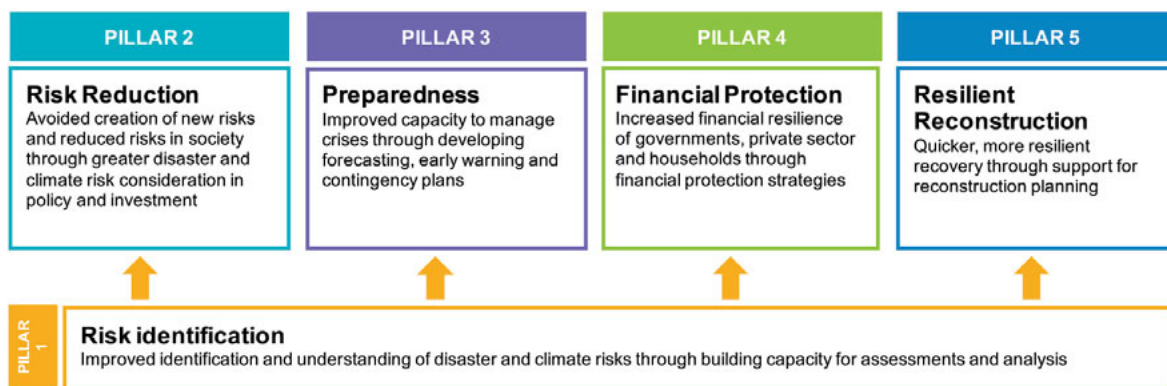 PILLAR 2
Risk Reduction
Avoided creation of new risks
and reduced risks in society
through greater disaster and
climate risk consideration in
policy and investment
PILLAR 3
Preparedness
Improved capacity to manage
crises through developing
forecasting, early warning and
contingency plans
PILLAR 4
Financial Protection
Increased financial resilience
of governments, private sector
and households through
financial protection strategies
PILLAR 5
Resilient
Reconstruction
Quicker, more resilient
recovery through support for
reconstruction planning
PILLAR
1
Risk identification
Improved identification and understanding of disaster and climate risks through building capacity for assessments and analysis